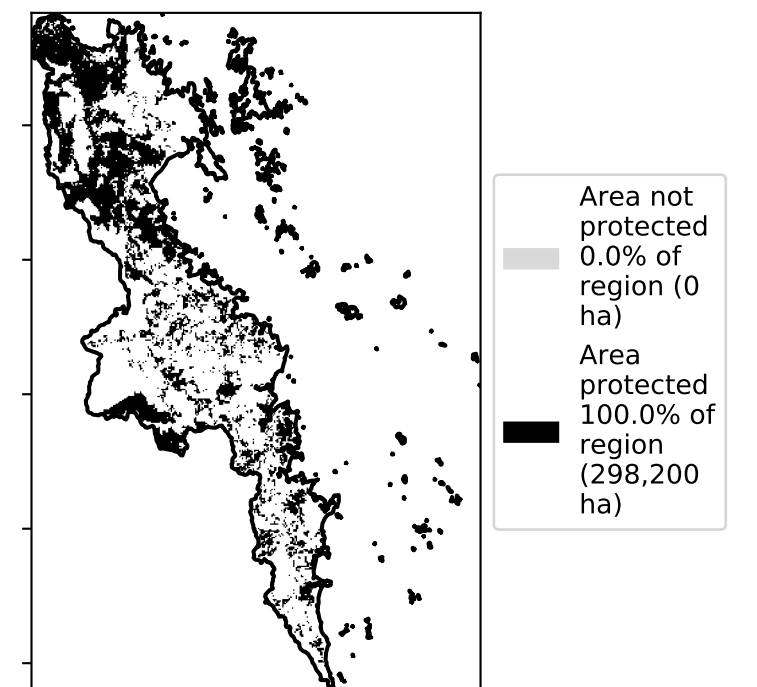 Area not
protected
0.0% of
region (0
ha)
Area
protected
100.0% of
region
(298,200
ha)